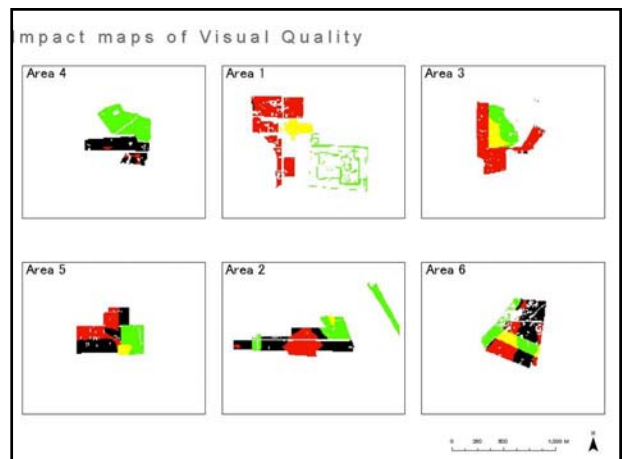 Impact maps of Visual Quality
Area 4
Area 1
Area 3
Area 5
Area 2
Area 6
N
0 250 500 1,000 M